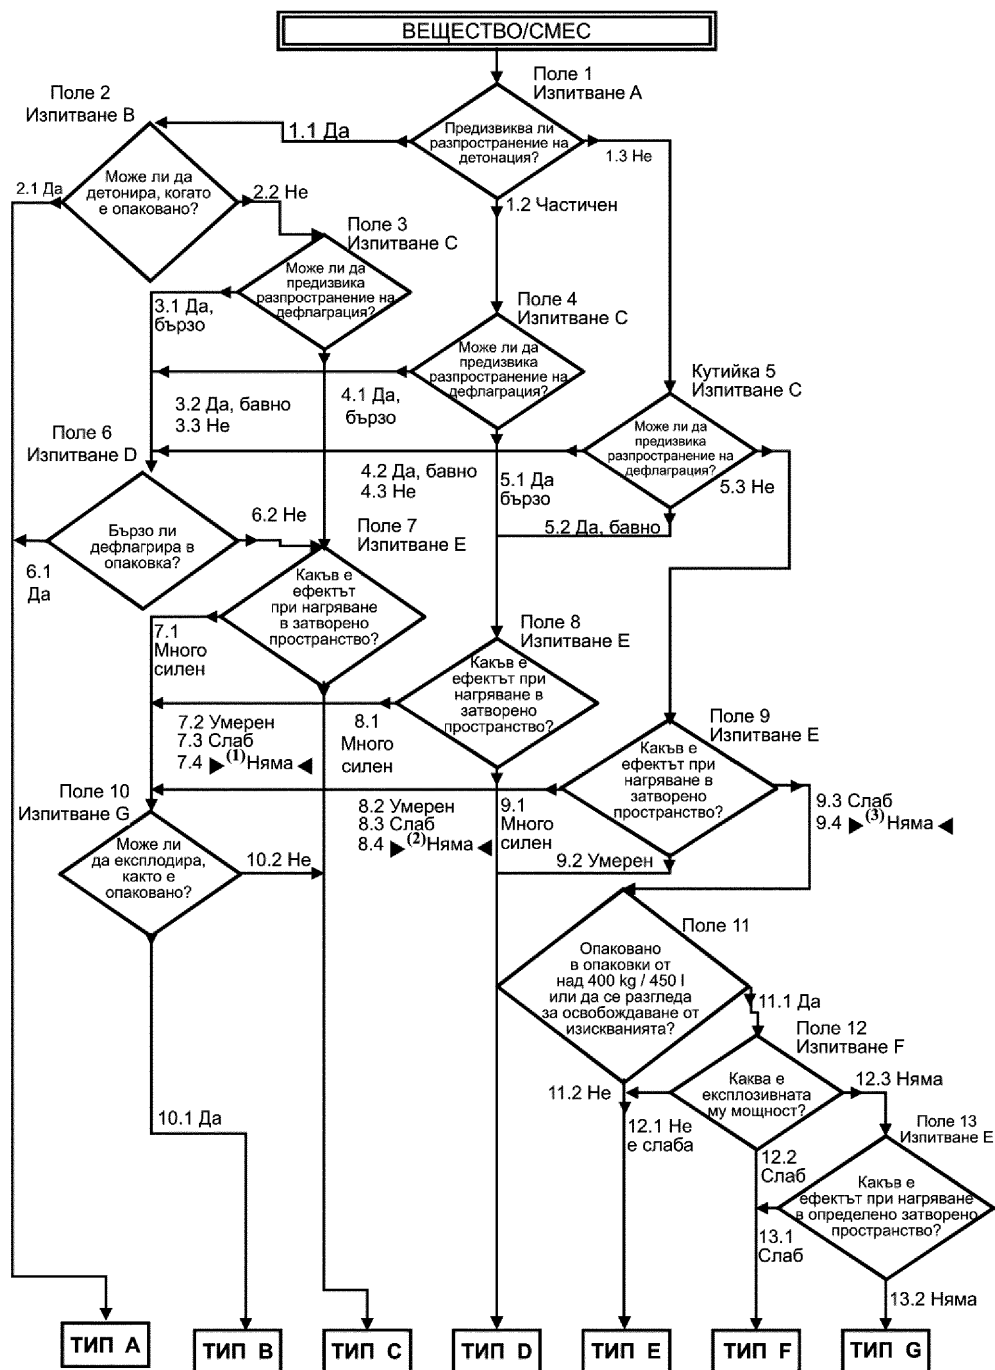 ВЕЩЕСТВО/СМЕС
Поле 1
Изпитване A
Предизвиква ли
разпространение на
детонация?
1.1 Да
1.3 Не
1.2 Частичен
Поле 2
Изпитване B
Може ли да
детонира, когато
е опаковано?
2.1 Да
2.2 Не
Поле 3
Изпитване C
Може ли да
предизвика
разпространение на
дефлаграция?
3.1 Да,
бързо
3.2 Да, бавно
3.3 Не
Поле 4
Изпитване C
Може ли да
предизвика
разпространение на
дефлаграция?
4.1 Да,
бързо
4.2 Да, бавно
4.3 Не
Кутийка 5
Изпитване C
Може ли да
предизвика
разпространение на
дефлаграция?
5.1 Да
бързо
5.2 Да, бавно
5.3 Не
Поле 6
Изпитване D
Бързо ли
дефлагрира в
опаковка?
6.1
Да
6.2 Не
Поле 7
Изпитване E
Какъв е
ефектът
при нагряване
в затворено
пространство?
7.1
Много
силен
7.2 Умерен
7.3 Слаб
7.4 ►(1)Няма ◄
Поле 8
Изпитване E
Какъв е
ефектът при
нагряване в
затворено
пространство?
8.1
Много
силен
8.2 Умерен
8.3 Слаб
8.4 ►(2)Няма ◄
Поле 9
Изпитване E
Какъв е
ефектът при
нагряване в
затворено
пространство?
9.1
Много
силен
9.2 Умерен
9.3 Слаб
9.4 ►(3)Няма ◄
Поле 10
Изпитване G
Може ли
да експлодира,
както е
опаковано?
10.2 Не
10.1 Да
Поле 11
Опаковано
в опаковки от
над 400 kg / 450 l
или да се разгледа
за освобождаване от
изискванията?
11.1 Да
11.2 Не
Поле 12
Изпитване F
Каква е
експлозивната
му мощност?
12.1 Не
е слаба
12.2
Слаб
12.3 Няма
Поле 13
Изпитване E
Какъв е
ефектът при нагряване
в определено затворено
пространство?
13.1
Слаб
13.2 Няма
ТИП A
ТИП B
ТИП C
ТИП D
ТИП E
ТИП F
ТИП G